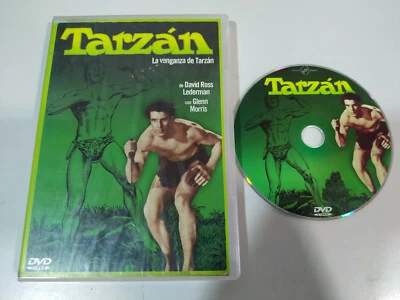 Tarzán
La venganza de Tarzán
de David Ross
Lederman
con Glenn
Morris
DVD
Tarzán
DVD